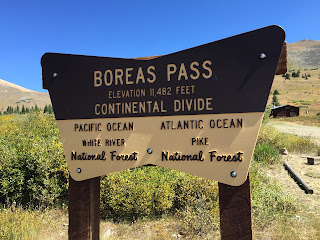 BOREAS PASS
ELEVATION 11,482 FEET
CONTINENTAL DIVIDE
PACIFIC OCEAN
WHITE RIVER
National Forest
ATLANTIC OCEAN
PIKE
National Forest